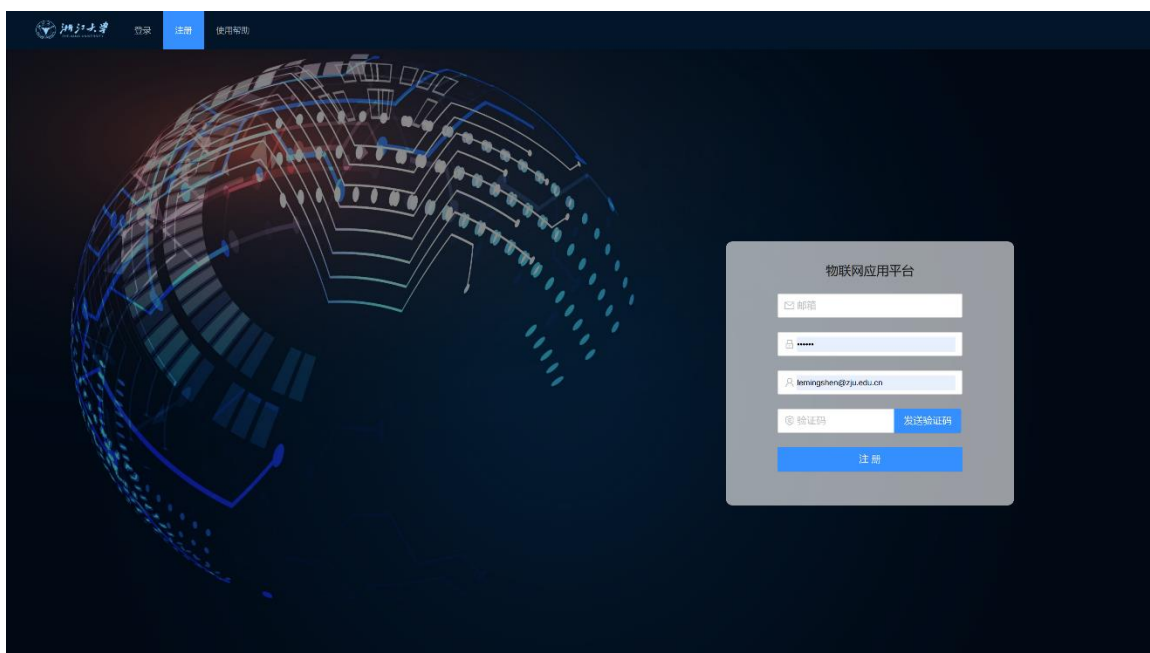 浙江大学
登录
注册
使用帮助
物联网应用平台
邮箱
••••••
lemingshen@zju.edu.cn
验证码
发送验证码
注 册